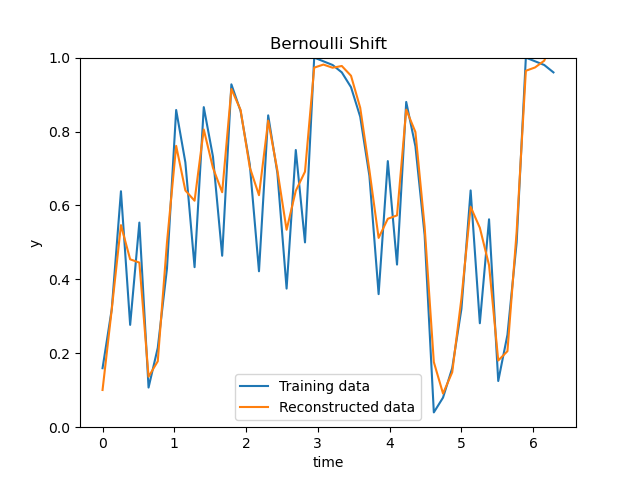 Bernoulli Shift
1.0
0.8
0.6
0.4
0.2
0.0
y
Training data
Reconstructed data
0 1 2 3 4 5 6
time